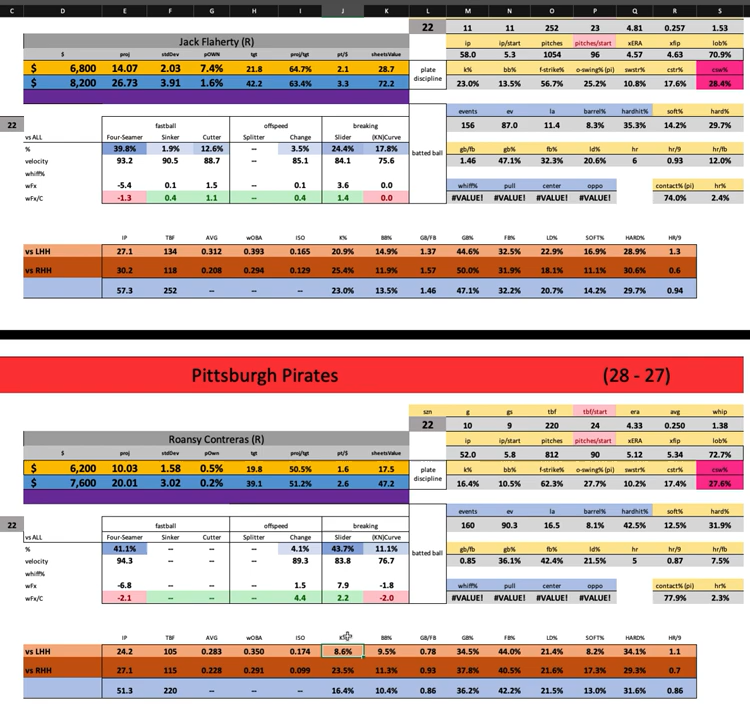 C D E F G H I J K L M N O P Q R S
22 11 11 252 23 4.81 0.257 1.53
Jack Flaherty (R) ip ip/start pitches pitches/start xERA xfip lob%
$ proj stdDev pOWN tgt proj/tgt pt/$ sheetsValue 58.0 5.3 1054 96 4.57 4.63 70.9%
$ 6,800 14.07 2.03 7.4% 21.8 64.7% 2.1 28.7 plate discipline k% bb% f-strike% o-swing% (pi) swstr% cstr% csw%
$ 8,200 26.73 3.91 1.6% 42.2 63.4% 3.3 72.2 23.0% 13.5% 56.7% 25.2% 10.8% 17.6% 28.4%
events ev la barrel% hardhit% soft% hard%
22 fastball offspeed breaking 156 87.0 11.4 8.3% 35.3% 14.2% 29.7%
vs ALL Four-Seamer Sinker Cutter Splitter Change Slider (KN)Curve batted ball
% 39.8% 1.9% 12.6% -- 3.5% 24.4% 17.8% gb/fb gb% fb% ld% hr hr/9 hr/fb
velocity 93.2 90.5 88.7 85.1 84.1 75.6 1.46 47.1% 32.3% 20.6% 6 0.93 12.0%
whiff%
wFx -5.4 0.1 1.5 0.1 3.6 0.0 whiff% pull center oppo contact% (pi) hr%
wFx/C -1.3 0.4 1.1 -- 0.4 1.4 0.0 #VALUE! #VALUE! #VALUE! #VALUE! 74.0% 2.4%
IP TBF AVG wOBA ISO K% BB% GB/FB GB% FB% LD% SOFT% HARD% HR/9
vs LHH 27.1 134 0.312 0.393 0.165 20.9% 14.9% 1.37 44.6% 32.5% 22.9% 16.9% 28.9% 1.3
vs RHH 30.2 118 0.208 0.294 0.129 25.4% 11.9% 1.57 50.0% 31.9% 18.1% 11.1% 30.6% 0.6
57.3 252 -- -- 23.0% 13.5% 1.46 47.1% 32.2% 20.7% 14.2% 29.7% 0.94
Pittsburgh Pirates (28 - 27)
szn g gs tbf tbf/start era avg whip
22 10 9 220 24 4.33 0.250 1.38
Roansy Contreras (R) ip ip/start pitches pitches/start xERA xfip lob%
$ proj stdDev pOwn tgt proj/tgt pt/$ sheetsValue 52.0 5.8 812 90 5.12 5.34 72.7%
$ 6,200 10.03 1.58 0.5% 19.8 50.5% 1.6 17.5 plate discipline k% bb% f-strike% o-swing% (pi) swstr% cstr% csw%
$ 7,600 20.01 3.02 0.2% 39.1 51.2% 2.6 47.2 16.4% 10.5% 62.3% 27.7% 10.2% 17.4% 27.6%
events ev la barrel% hardhit% soft% hard%
22 fastball offspeed breaking 160 90.3 16.5 8.1% 42.5% 12.5% 31.9%
vs ALL Four-Seamer Sinker Cutter Splitter Change Slider (KN)Curve batted ball
% 41.1% -- -- -- 4.1% 43.7% 11.1% gb/fb gb% fb% ld% hr hr/9 hr/fb
velocity 94.3 89.3 83.8 76.7 0.85 36.1% 42.4% 21.5% 5 0.87 7.5%
whiff%
wFx -6.8 1.5 7.9 -1.8 whiff% pull center oppo contact% (pi) hr%
wFx/C -2.1 -- -- -- 4.4 2.2 -2.0 #VALUE! #VALUE! #VALUE! #VALUE! 77.9% 2.3%
IP TBF AVG wOBA ISO BB% GB/FB GB% FB% LD% SOFT% HARD% HR/9
vs LHH 24.2 105 0.283 0.350 0.174 8.6% 9.5% 0.78 34.5% 44.0% 21.4% 8.2% 34.1% 1.1
vs RHH 27.1 115 0.228 0.291 0.099 23.5% 11.3% 0.93 37.8% 40.5% 21.6% 17.3% 29.3% 0.7
51.3 220 -- -- 16.4% 10.4% 0.86 36.2% 42.2% 21.5% 13.0% 31.6% 0.86